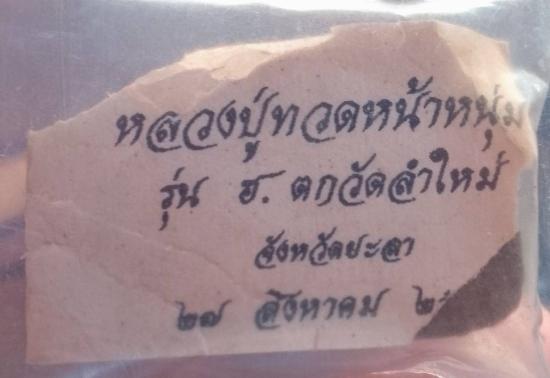 หลวงปู่ทวดหน้าหนุ่ม
รุ่น ฮ. ตกวัดลำใหม่
จังหวัดยะลา
๒๗ สิงหาคม